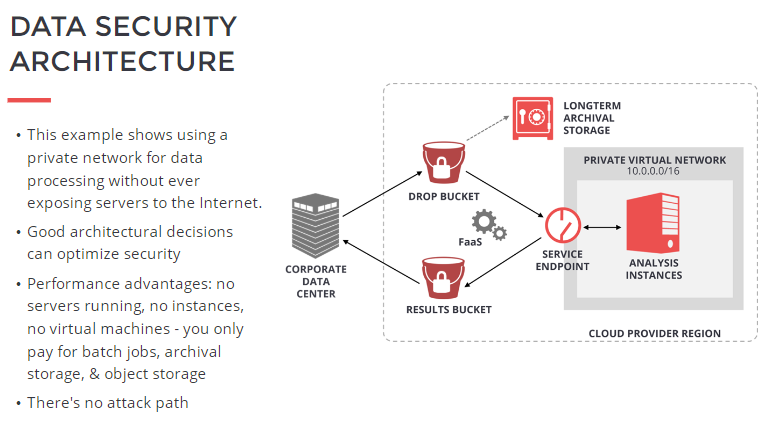 DATA SECURITY
ARCHITECTURE
• This example shows using a
private network for data
processing without ever
exposing servers to the Internet.
• Good architectural decisions
can optimize security
• Performance advantages: no
servers running, no instances,
no virtual machines - you only
pay for batch jobs, archival
storage, & object storage
• There's no attack path
LONGTERM
ARCHIVAL
STORAGE
DROP BUCKET
FaaS
RESULTS BUCKET
CORPORATE
DATA
CENTER
SERVICE
ENDPOINT
PRIVATE VIRTUAL NETWORK
10.0.0.0/16
ANALYSIS
INSTANCES
CLOUD PROVIDER REGION